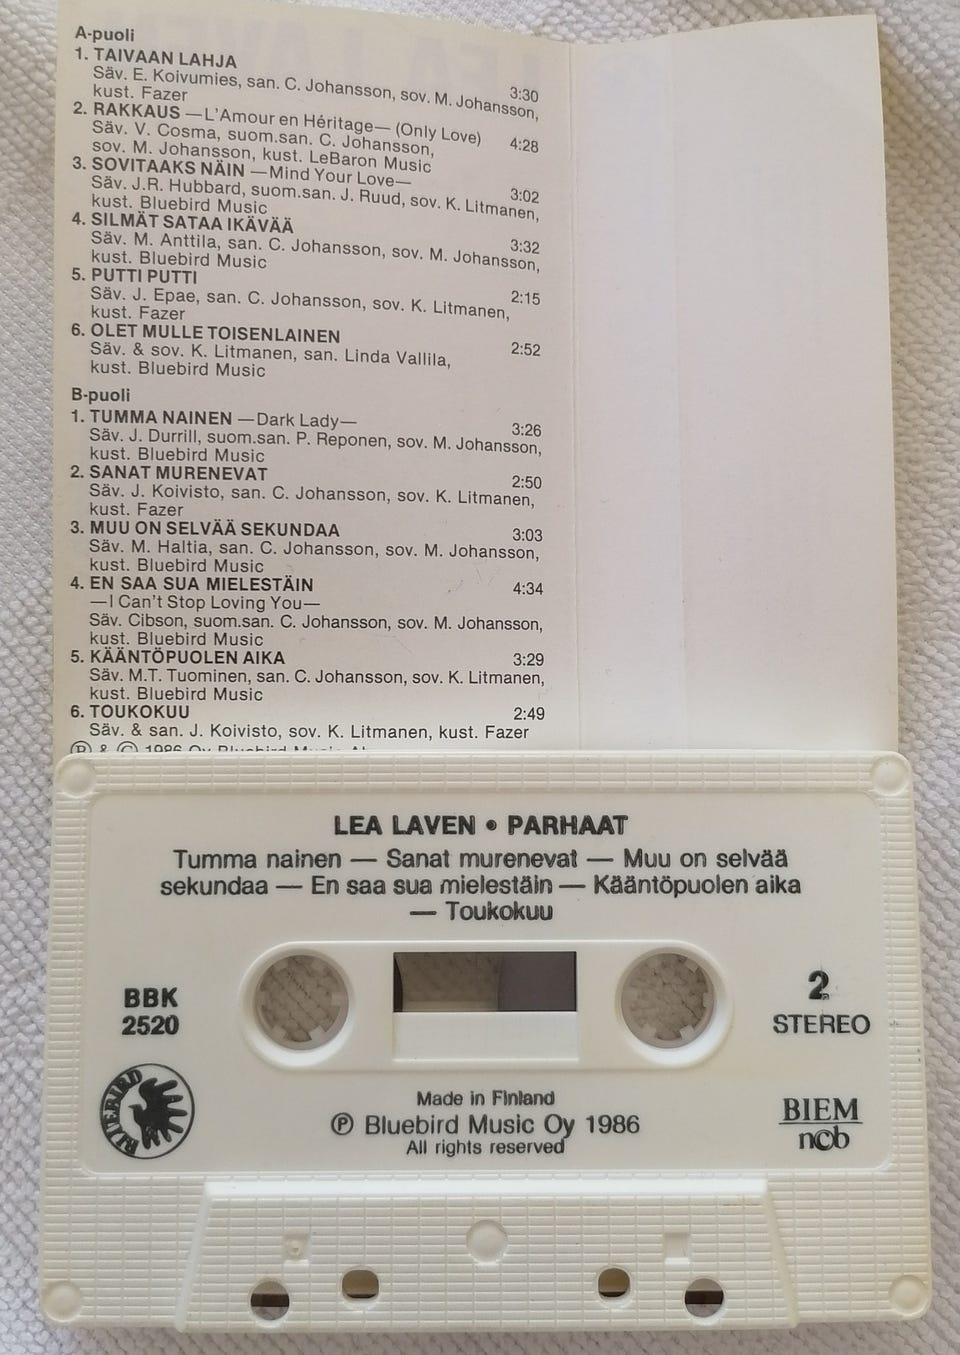 A-puoli
1. TAIVAAN LAHJA 3:30
Säv. E. Koivumies, san. C. Johansson, sov. M. Johansson,
kust. Fazer
2. RAKKAUS —L'Amour en Héritage— (Only Love) 4:28
Säv. V. Cosma, suom.san. C. Johansson,
sov. M. Johansson, kust. LeBaron Music
3. SOVITAAKS NÄIN —Mind Your Love— 3:02
Säv. J.R. Hubbard, suom.san. J. Ruud, sov. K. Litmanen,
kust. Bluebird Music
4. SILMÄT SATAA IKÄVÄÄ 3:32
Säv. M. Anttila, san. C. Johansson, sov. M. Johansson,
kust. Bluebird Music
5. PUTTI PUTTI 2:15
Säv. J. Epae, san. C. Johansson, sov. K. Litmanen,
kust. Fazer
6. OLET MULLE TOISENLAINEN 2:52
Säv. & sov. K. Litmanen, san. Linda Vallila,
kust. Bluebird Music
B-puoli
1. TUMMA NAINEN —Dark Lady— 3:26
Säv. J. Durrill, suom.san. P. Reponen, sov. M. Johansson,
kust. Bluebird Music
2. SANAT MURENEVAT 2:50
Säv. J. Koivisto, san. C. Johansson, sov. K. Litmanen,
kust. Fazer
3. MUU ON SELVÄÄ SEKUNDAA 3:03
Säv. M. Haltia, san. C. Johansson, sov. M. Johansson,
kust. Bluebird Music
4. EN SAA SUA MIELESTÄIN 4:34
—I Can't Stop Loving You—
Säv. Cibson, suom.san. C. Johansson, sov. M. Johansson,
kust. Bluebird Music
5. KÄÄNTÖPUOLEN AIKA 3:29
Säv. M.T. Tuominen, san. C. Johansson, sov. K. Litmanen,
kust. Bluebird Music
6. TOUKOKUU 2:49
Säv. & san. J. Koivisto, sov. K. Litmanen, kust. Fazer
Ⓟ & © 1986 Oy Bluebird Music
LEA LAVEN • PARHAAT
Tumma nainen — Sanat murenevat — Muu on selvää
sekundaa — En saa sua mielestäin — Kääntöpuolen aika
— Toukokuu
BBK
2520
2
STEREO
BLUEBIRD
Made in Finland
Ⓟ Bluebird Music Oy 1986
All rights reserved
BIEM
ncb